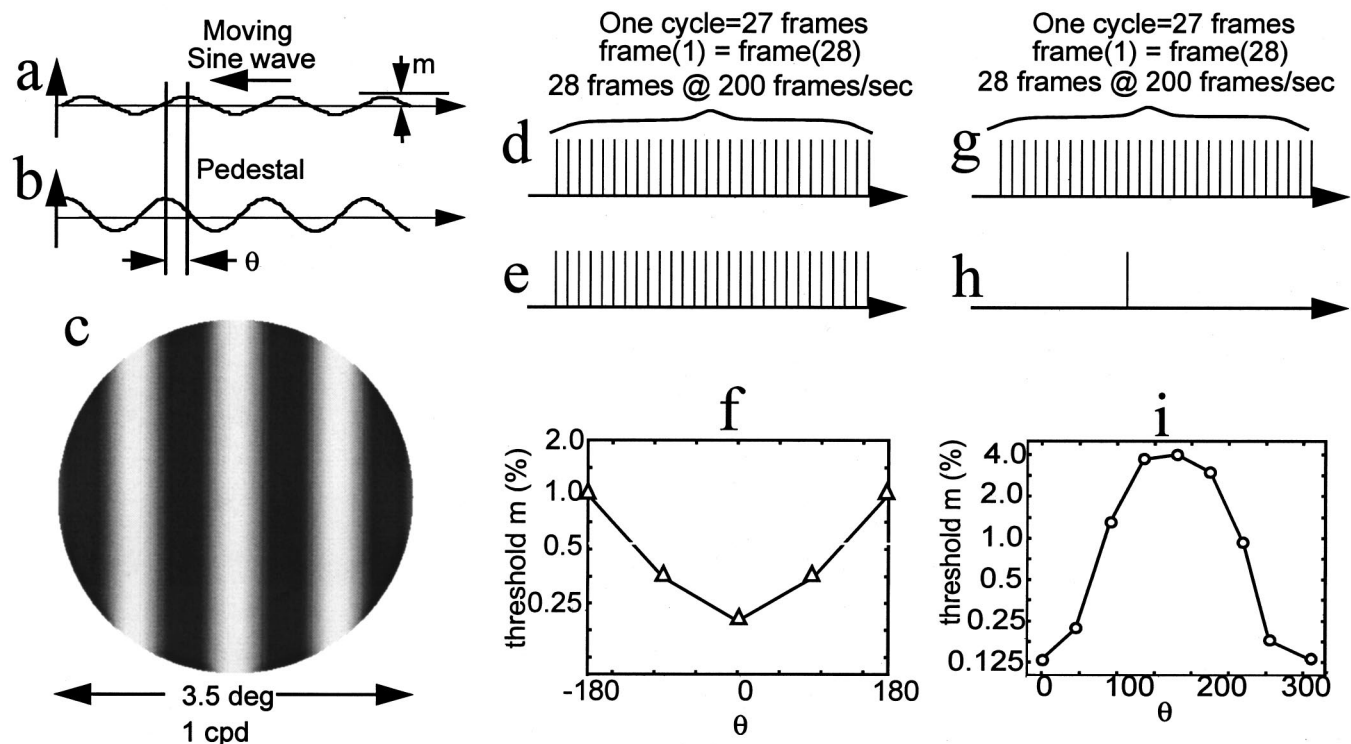 a
Moving
Sine wave
m
b
Pedestal
θ
c
3.5 deg
1 cpd
One cycle=27 frames
frame(1) = frame(28)
28 frames @ 200 frames/sec
d
e
f
threshold m (%)
2.0
1.0
0.5
0.25
-180
0
180
θ
One cycle=27 frames
frame(1) = frame(28)
28 frames @ 200 frames/sec
g
h
i
threshold m (%)
4.0
2.0
1.0
0.5
0.25
0.125
0
100
200
300
θ